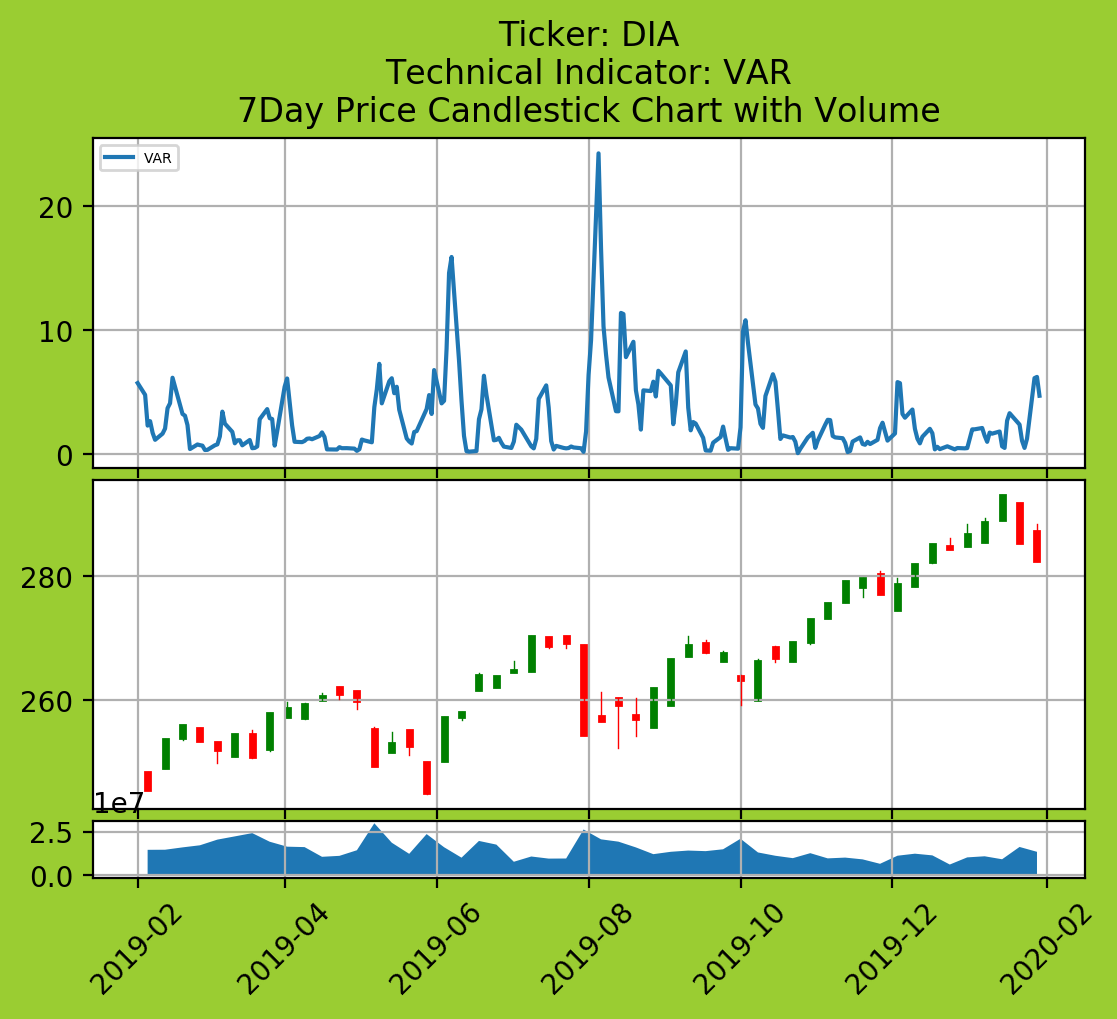 Ticker: DIA
Technical Indicator: VAR
7Day Price Candlestick Chart with Volume
VAR
20
10
0
280
260
1e7
2.5
0.0
2019-02
2019-04
2019-06
2019-08
2019-10
2019-12
2020-02